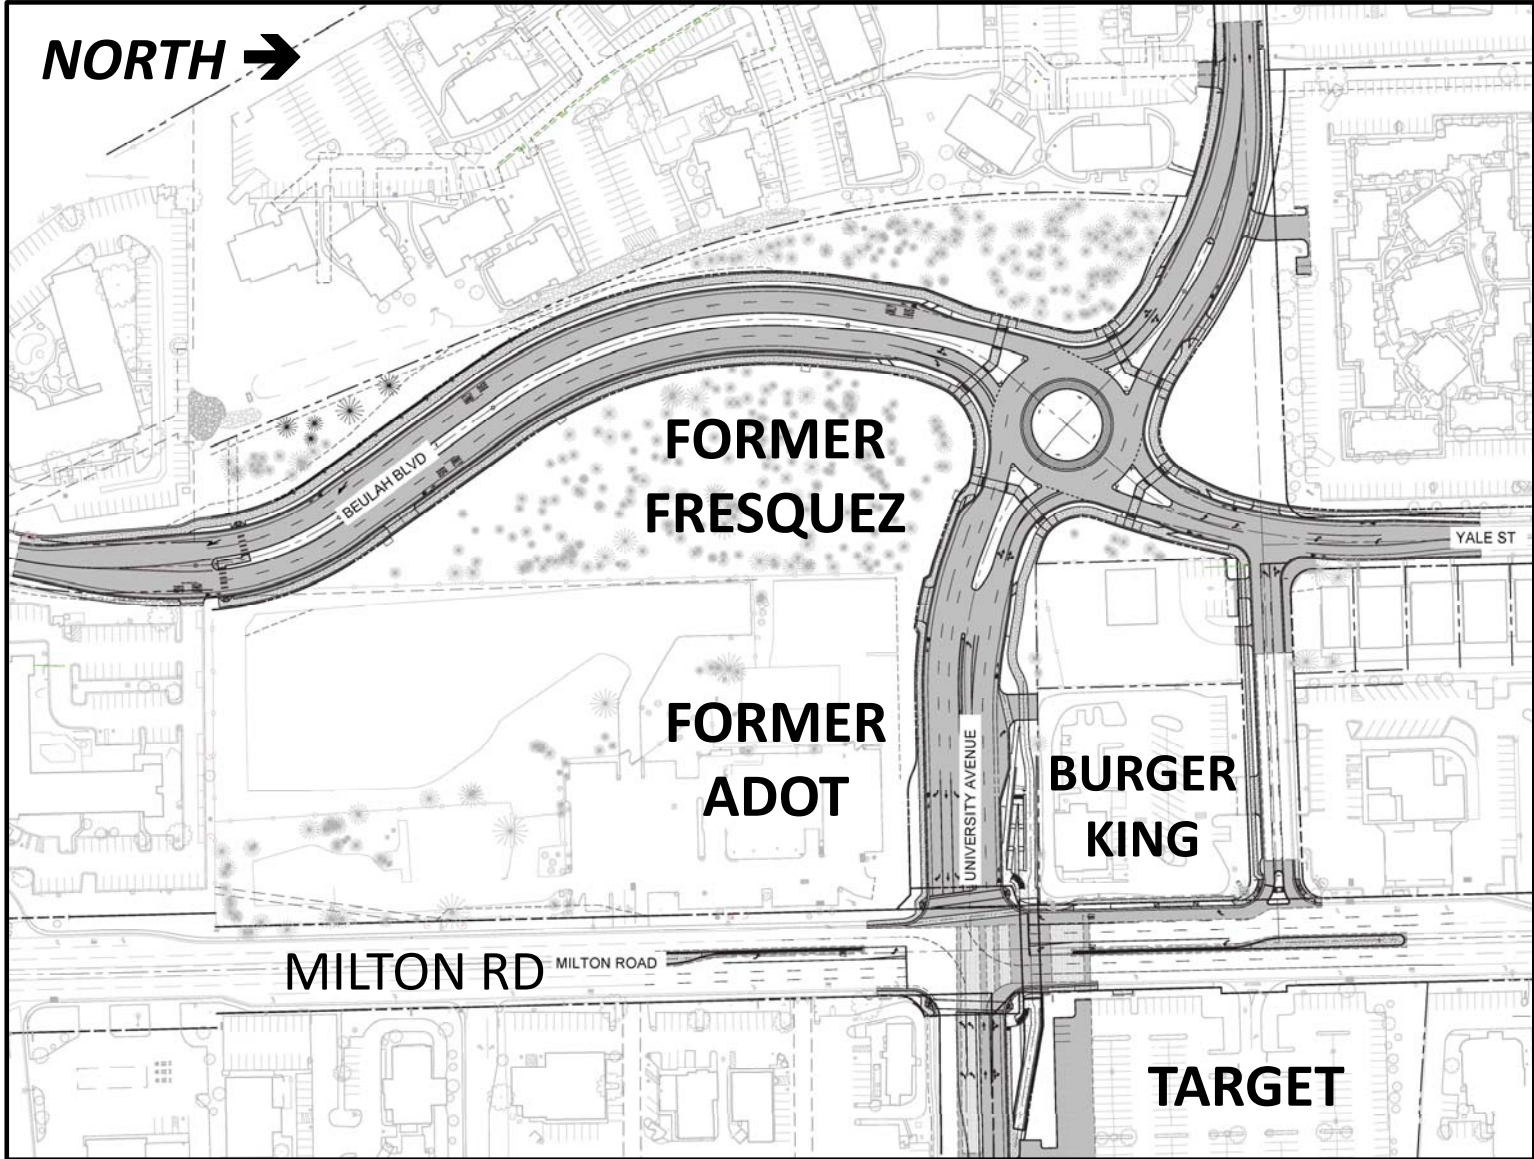 NORTH
BEULAH BLVD
FORMER
FRESQUEZ
YALE ST
FORMER
ADOT
UNIVERSITY AVENUE
BURGER
KING
MILTON RD
MILTON ROAD
TARGET